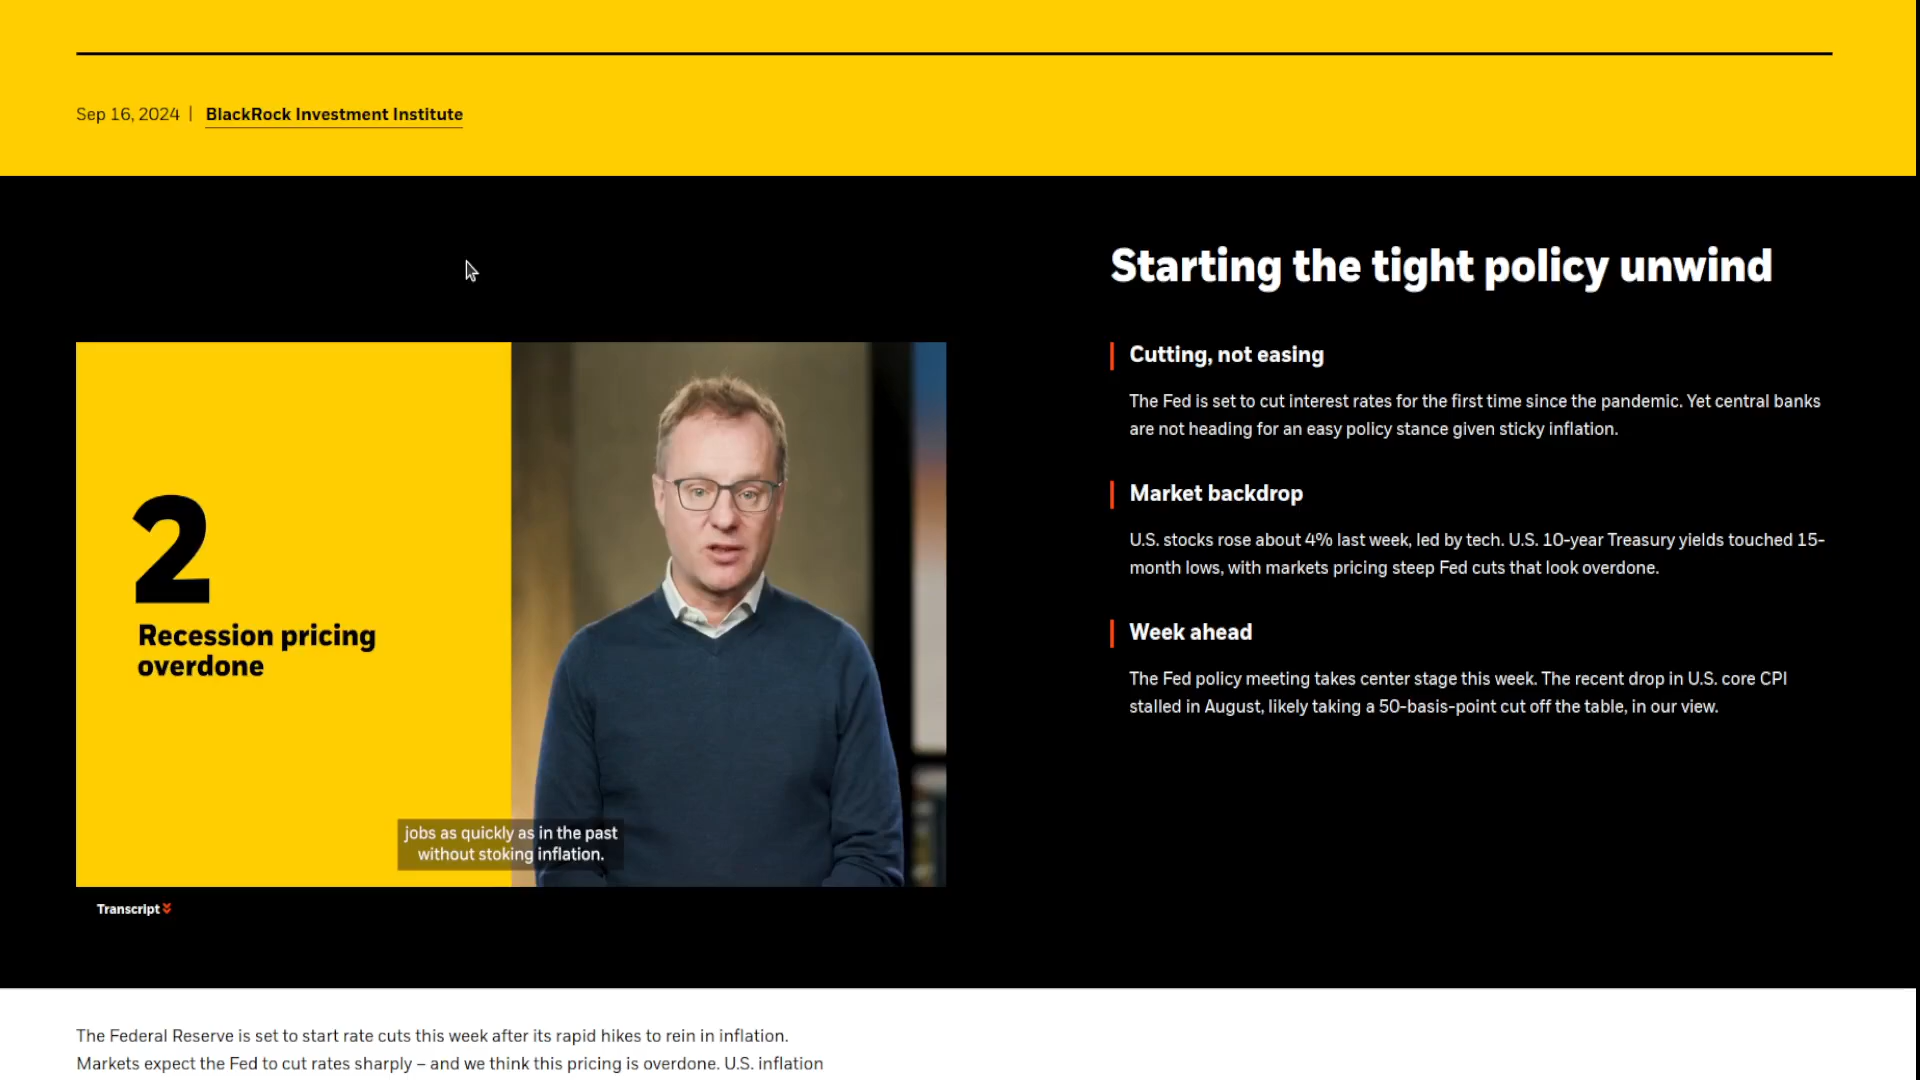 Sep 16, 2024 | BlackRock Investment Institute
Starting the tight policy unwind
Cutting, not easing
The Fed is set to cut interest rates for the first time since the pandemic. Yet central banks
are not heading for an easy policy stance given sticky inflation.
Market backdrop
U.S. stocks rose about 4% last week, led by tech. U.S. 10-year Treasury yields touched 15-
month lows, with markets pricing steep Fed cuts that look overdone.
Week ahead
The Fed policy meeting takes center stage this week. The recent drop in U.S. core CPI
stalled in August, likely taking a 50-basis-point cut off the table, in our view.
2
Recession pricing
overdone
jobs as quickly as in the past
without stoking inflation.
Transcript
The Federal Reserve is set to start rate cuts this week after its rapid hikes to rein in inflation.
Markets expect the Fed to cut rates sharply – and we think this pricing is overdone. U.S. inflation